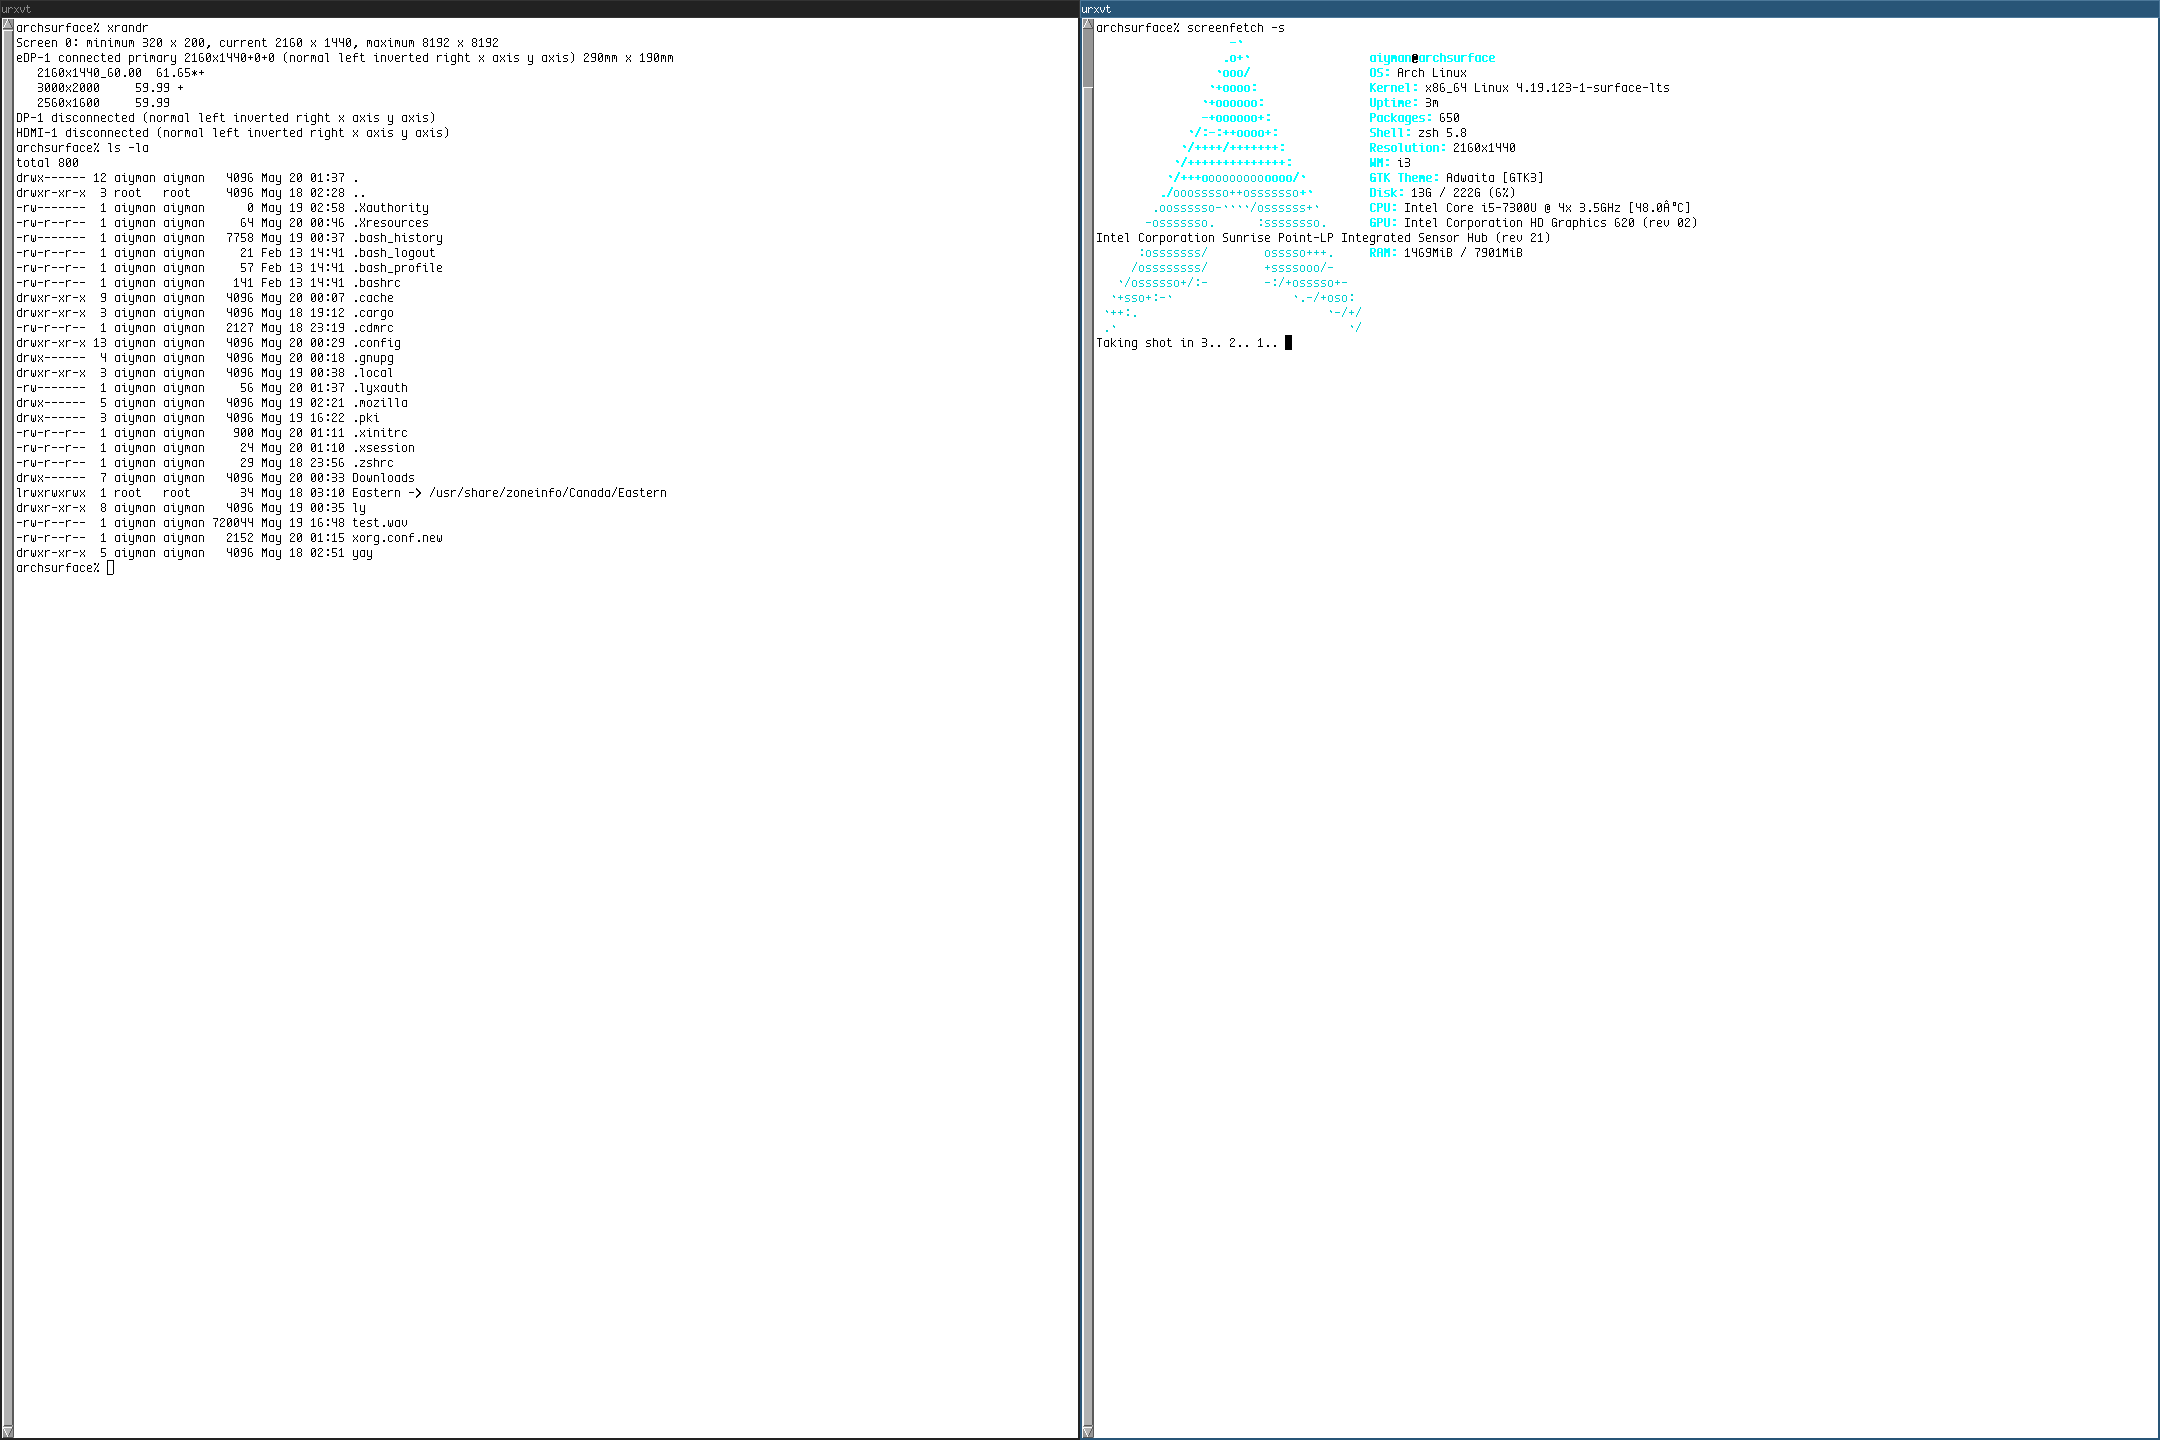 urxvt
archsurface% xrandr
Screen 0: minimum 320 x 200, current 2160 x 1440, maximum 8192 x 8192
eDP-1 connected primary 2160x1440+0+0 (normal left inverted right x axis y axis) 290mm x 190mm
   2160x1440_60.00  61.65*+
   3000x2000     59.99 +
   2560x1600     59.99
DP-1 disconnected (normal left inverted right x axis y axis)
HDMI-1 disconnected (normal left inverted right x axis y axis)
archsurface% ls -la
total 800
drwx------ 12 aiyman aiyman   4096 May 20 01:37 .
drwxr-xr-x  3 root   root     4096 May 18 02:28 ..
-rw-------  1 aiyman aiyman      0 May 19 02:58 .Xauthority
-rw-r--r--  1 aiyman aiyman     64 May 20 00:46 .Xresources
-rw-------  1 aiyman aiyman   7758 May 19 00:37 .bash_history
-rw-r--r--  1 aiyman aiyman     21 Feb 13 14:41 .bash_logout
-rw-r--r--  1 aiyman aiyman     57 Feb 13 14:41 .bash_profile
-rw-r--r--  1 aiyman aiyman    141 Feb 13 14:41 .bashrc
drwxr-xr-x  9 aiyman aiyman   4096 May 20 00:07 .cache
drwxr-xr-x  3 aiyman aiyman   4096 May 18 19:12 .cargo
-rw-r--r--  1 aiyman aiyman   2127 May 18 23:19 .cdmrc
drwxr-xr-x 13 aiyman aiyman   4096 May 20 00:29 .config
drwx------  4 aiyman aiyman   4096 May 20 00:18 .gnupg
drwxr-xr-x  3 aiyman aiyman   4096 May 19 00:38 .local
-rw-------  1 aiyman aiyman     56 May 20 01:37 .lyxauth
drwx------  5 aiyman aiyman   4096 May 19 02:21 .mozilla
drwx------  3 aiyman aiyman   4096 May 19 16:22 .pki
-rw-r--r--  1 aiyman aiyman    900 May 20 01:11 .xinitrc
-rw-r--r--  1 aiyman aiyman     24 May 20 01:10 .xsession
-rw-r--r--  1 aiyman aiyman     29 May 18 23:56 .zshrc
drwx------  7 aiyman aiyman   4096 May 20 00:33 Downloads
lrwxrwxrwx  1 root   root       34 May 18 03:10 Eastern -> /usr/share/zoneinfo/Canada/Eastern
drwxr-xr-x  8 aiyman aiyman   4096 May 19 00:35 ly
-rw-r--r--  1 aiyman aiyman 720044 May 19 16:48 test.wav
-rw-r--r--  1 aiyman aiyman   2152 May 20 01:15 xorg.conf.new
drwxr-xr-x  5 aiyman aiyman   4096 May 18 02:51 yay
archsurface%
urxvt
archsurface% screenfetch -s
aiyman@archsurface
OS: Arch Linux
Kernel: x86_64 Linux 4.19.123-1-surface-lts
Uptime: 3m
Packages: 650
Shell: zsh 5.8
Resolution: 2160x1440
WM: i3
GTK Theme: Adwaita [GTK3]
Disk: 13G / 222G (6%)
CPU: Intel Core i5-7300U @ 4x 3.5GHz [48.0Â°C]
GPU: Intel Corporation HD Graphics 620 (rev 02)
Intel Corporation Sunrise Point-LP Integrated Sensor Hub (rev 21)
RAM: 1469MiB / 7901MiB
Taking shot in 3.. 2.. 1..